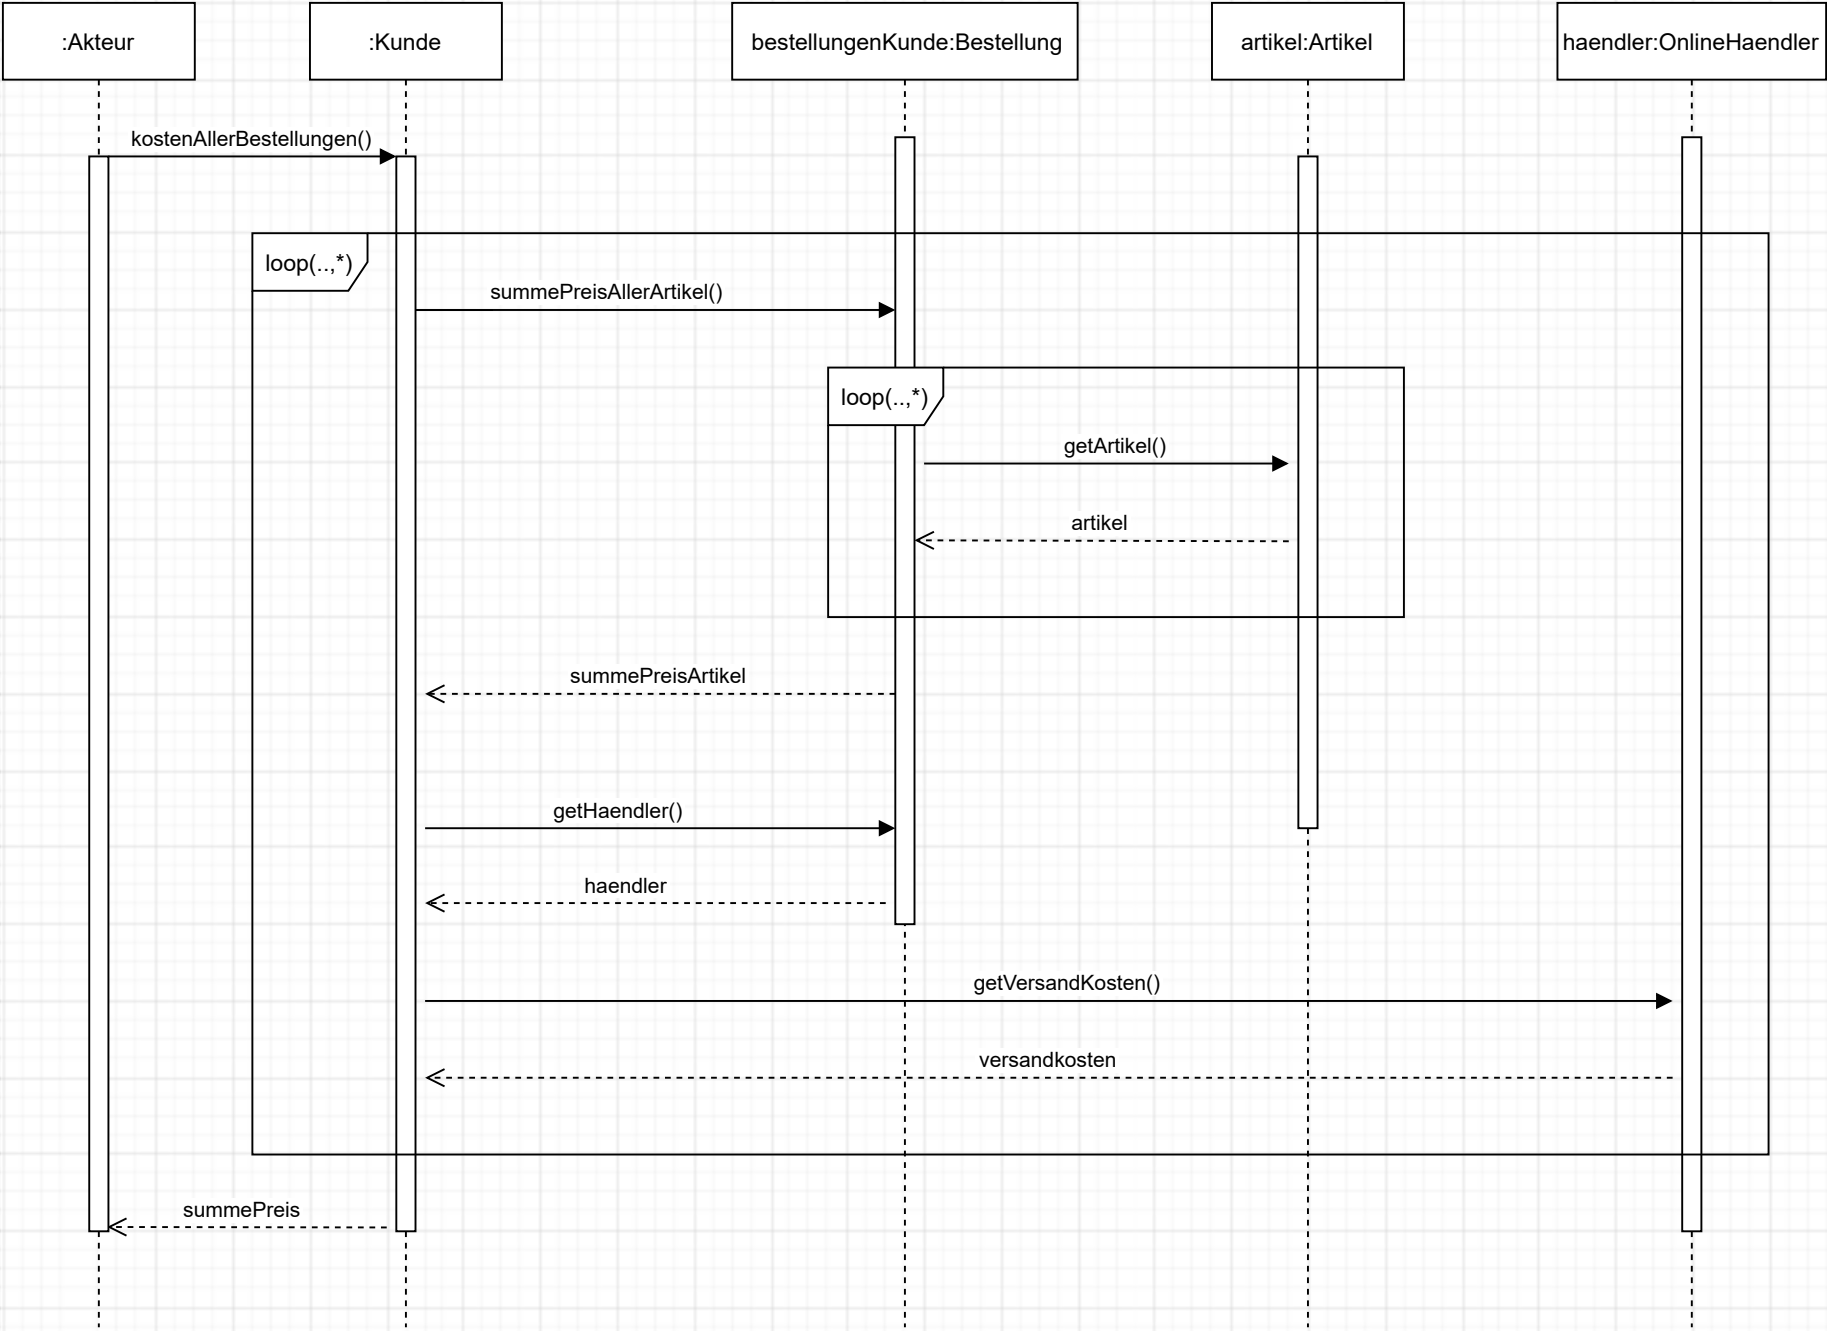 :Akteur
:Kunde
bestellungenKunde:Bestellung
artikel:Artikel
haendler:OnlineHaendler
kostenAllerBestellungen()
loop(..,*)
summePreisAllerArtikel()
loop(..,*)
getArtikel()
artikel
summePreisArtikel
getHaendler()
haendler
getVersandKosten()
versandkosten
summePreis